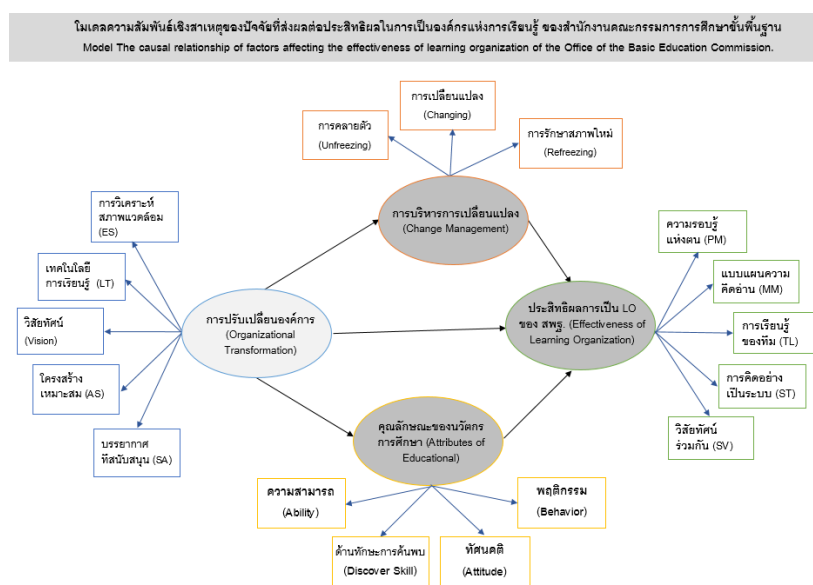 โมเดลความสัมพันธ์เชิงสาเหตุของปัจจัยที่ส่งผลต่อประสิทธิผลในการเป็นองค์กรแห่งการเรียนรู้ ของสำนักงานคณะกรรมการการศึกษาขั้นพื้นฐาน
Model The causal relationship of factors affecting the effectiveness of learning organization of the Office of the Basic Education Commission.
การเปลี่ยนแปลง
(Changing)
การคลายตัว
(Unfreezing)
การรักษาสภาพใหม่
(Refreezing)
การบริหารการเปลี่ยนแปลง
(Change Management)
การวิเคราะห์
สภาพแวดล้อม
(ES)
เทคโนโลยี
การเรียนรู้ (LT)
วิสัยทัศน์
(Vision)
โครงสร้าง
เหมาะสม (AS)
บรรยากาศ
ที่สนับสนุน (SA)
การปรับเปลี่ยนองค์การ
(Organizational
Transformation)
ประสิทธิผลการเป็น LO
ของ สพฐ. (Effectiveness of
Learning Organization)
ความรอบรู้
แห่งตน (PM)
แบบแผนความ
คิดอ่าน (MM)
การเรียนรู้
ของทีม (TL)
การคิดอย่าง
เป็นระบบ (ST)
วิสัยทัศน์
ร่วมกัน (SV)
คุณลักษณะของนวัตกร
การศึกษา (Attributes of
Educational)
ความสามารถ
(Ability)
ด้านทักษะการค้นพบ
(Discover Skill)
ทัศนคติ
(Attitude)
พฤติกรรม
(Behavior)